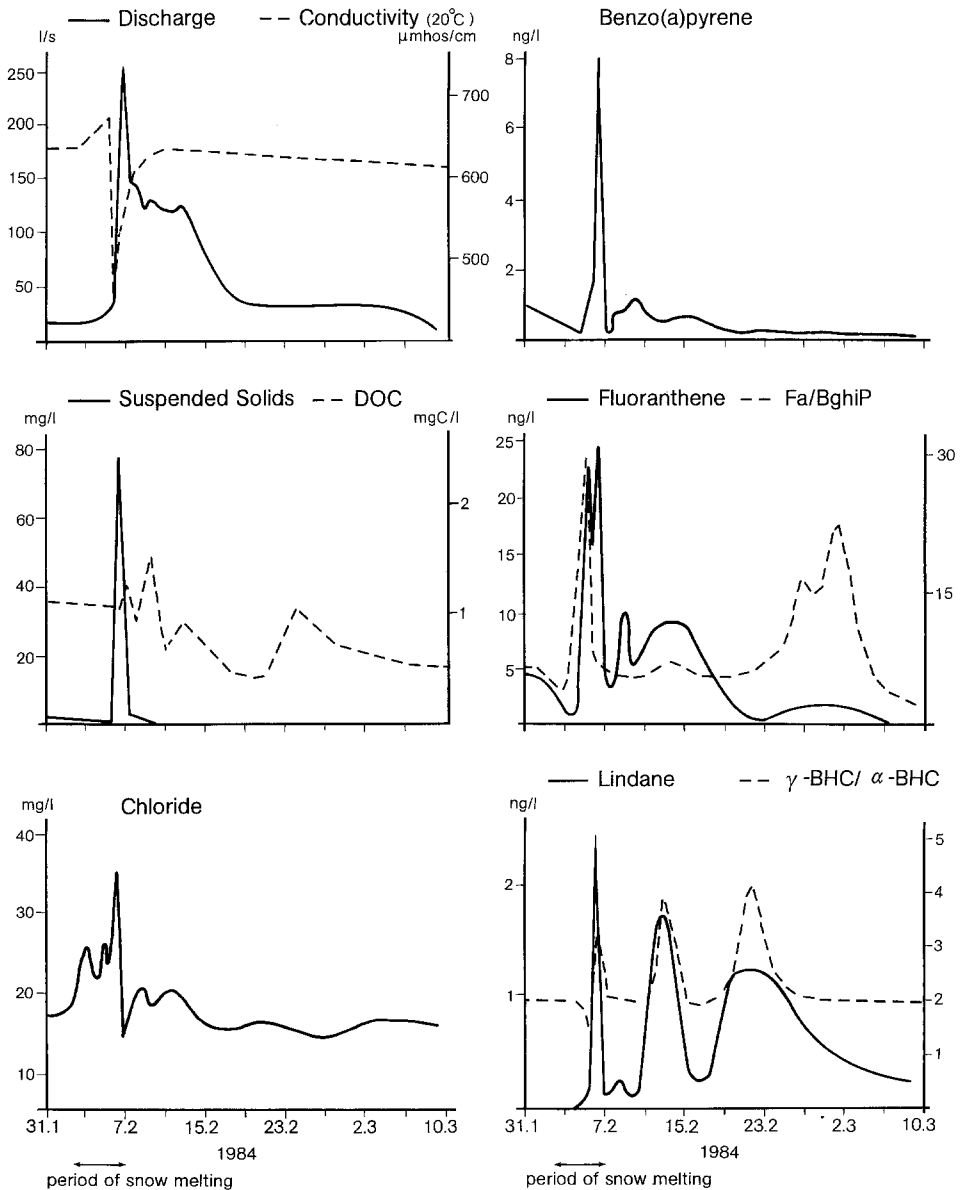 Discharge
Conductivity (20°C)
l/s
μmhos/cm
250
200
150
100
50
700
600
500
Benzo(a)pyrene
ng/l
8
6
4
2
Suspended Solids
DOC
mg/l
mgC/l
80
60
40
20
2
1
Fluoranthene
Fa/BghiP
ng/l
25
20
15
10
5
30
15
Chloride
mg/l
40
30
20
10
31.1 7.2 15.2 23.2 2.3 10.3
1984
period of snow melting
Lindane
γ-BHC/ α-BHC
ng/l
2
1
5
4
3
2
1
31.1 7.2 15.2 23.2 2.3 10.3
1984
period of snow melting